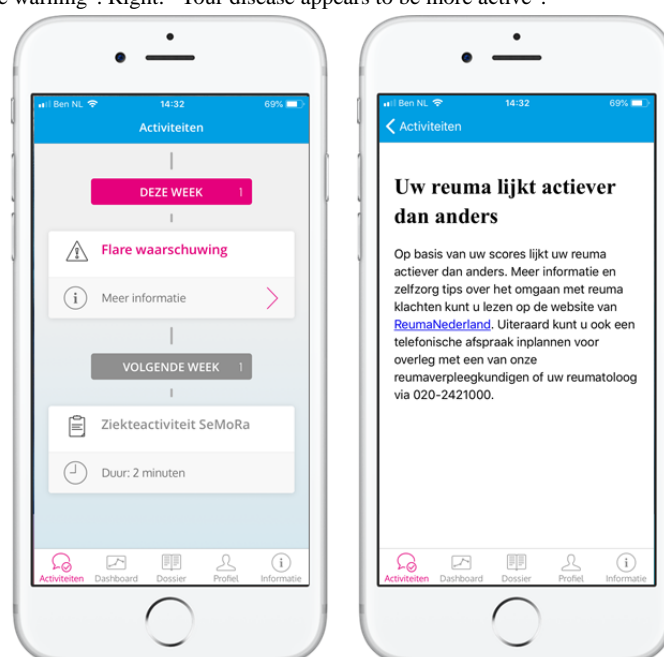 e warning". Right: "Your disease appears to be more active".
Ben NL 14:32 69%
Activiteiten
DEZE WEEK 1
Flare waarschuwing
Meer informatie
VOLGENDE WEEK 1
Ziekteactiviteit SeMoRa
Duur: 2 minuten
Activiteiten Dashboard Dossier Profiel Informatie
Ben NL 14:32 69%
Activiteiten
Uw reuma lijkt actiever
dan anders
Op basis van uw scores lijkt uw reuma
actiever dan anders. Meer informatie en
zelfzorg tips over het omgaan met reuma
klachten kunt u lezen op de website van
ReumaNederland. Uiteraard kunt u ook een
telefonische afspraak inplannen voor
overleg met een van onze
reumaverpleegkundigen of uw reumatoloog
via 020-2421000.
Activiteiten Dashboard Dossier Profiel Informatie